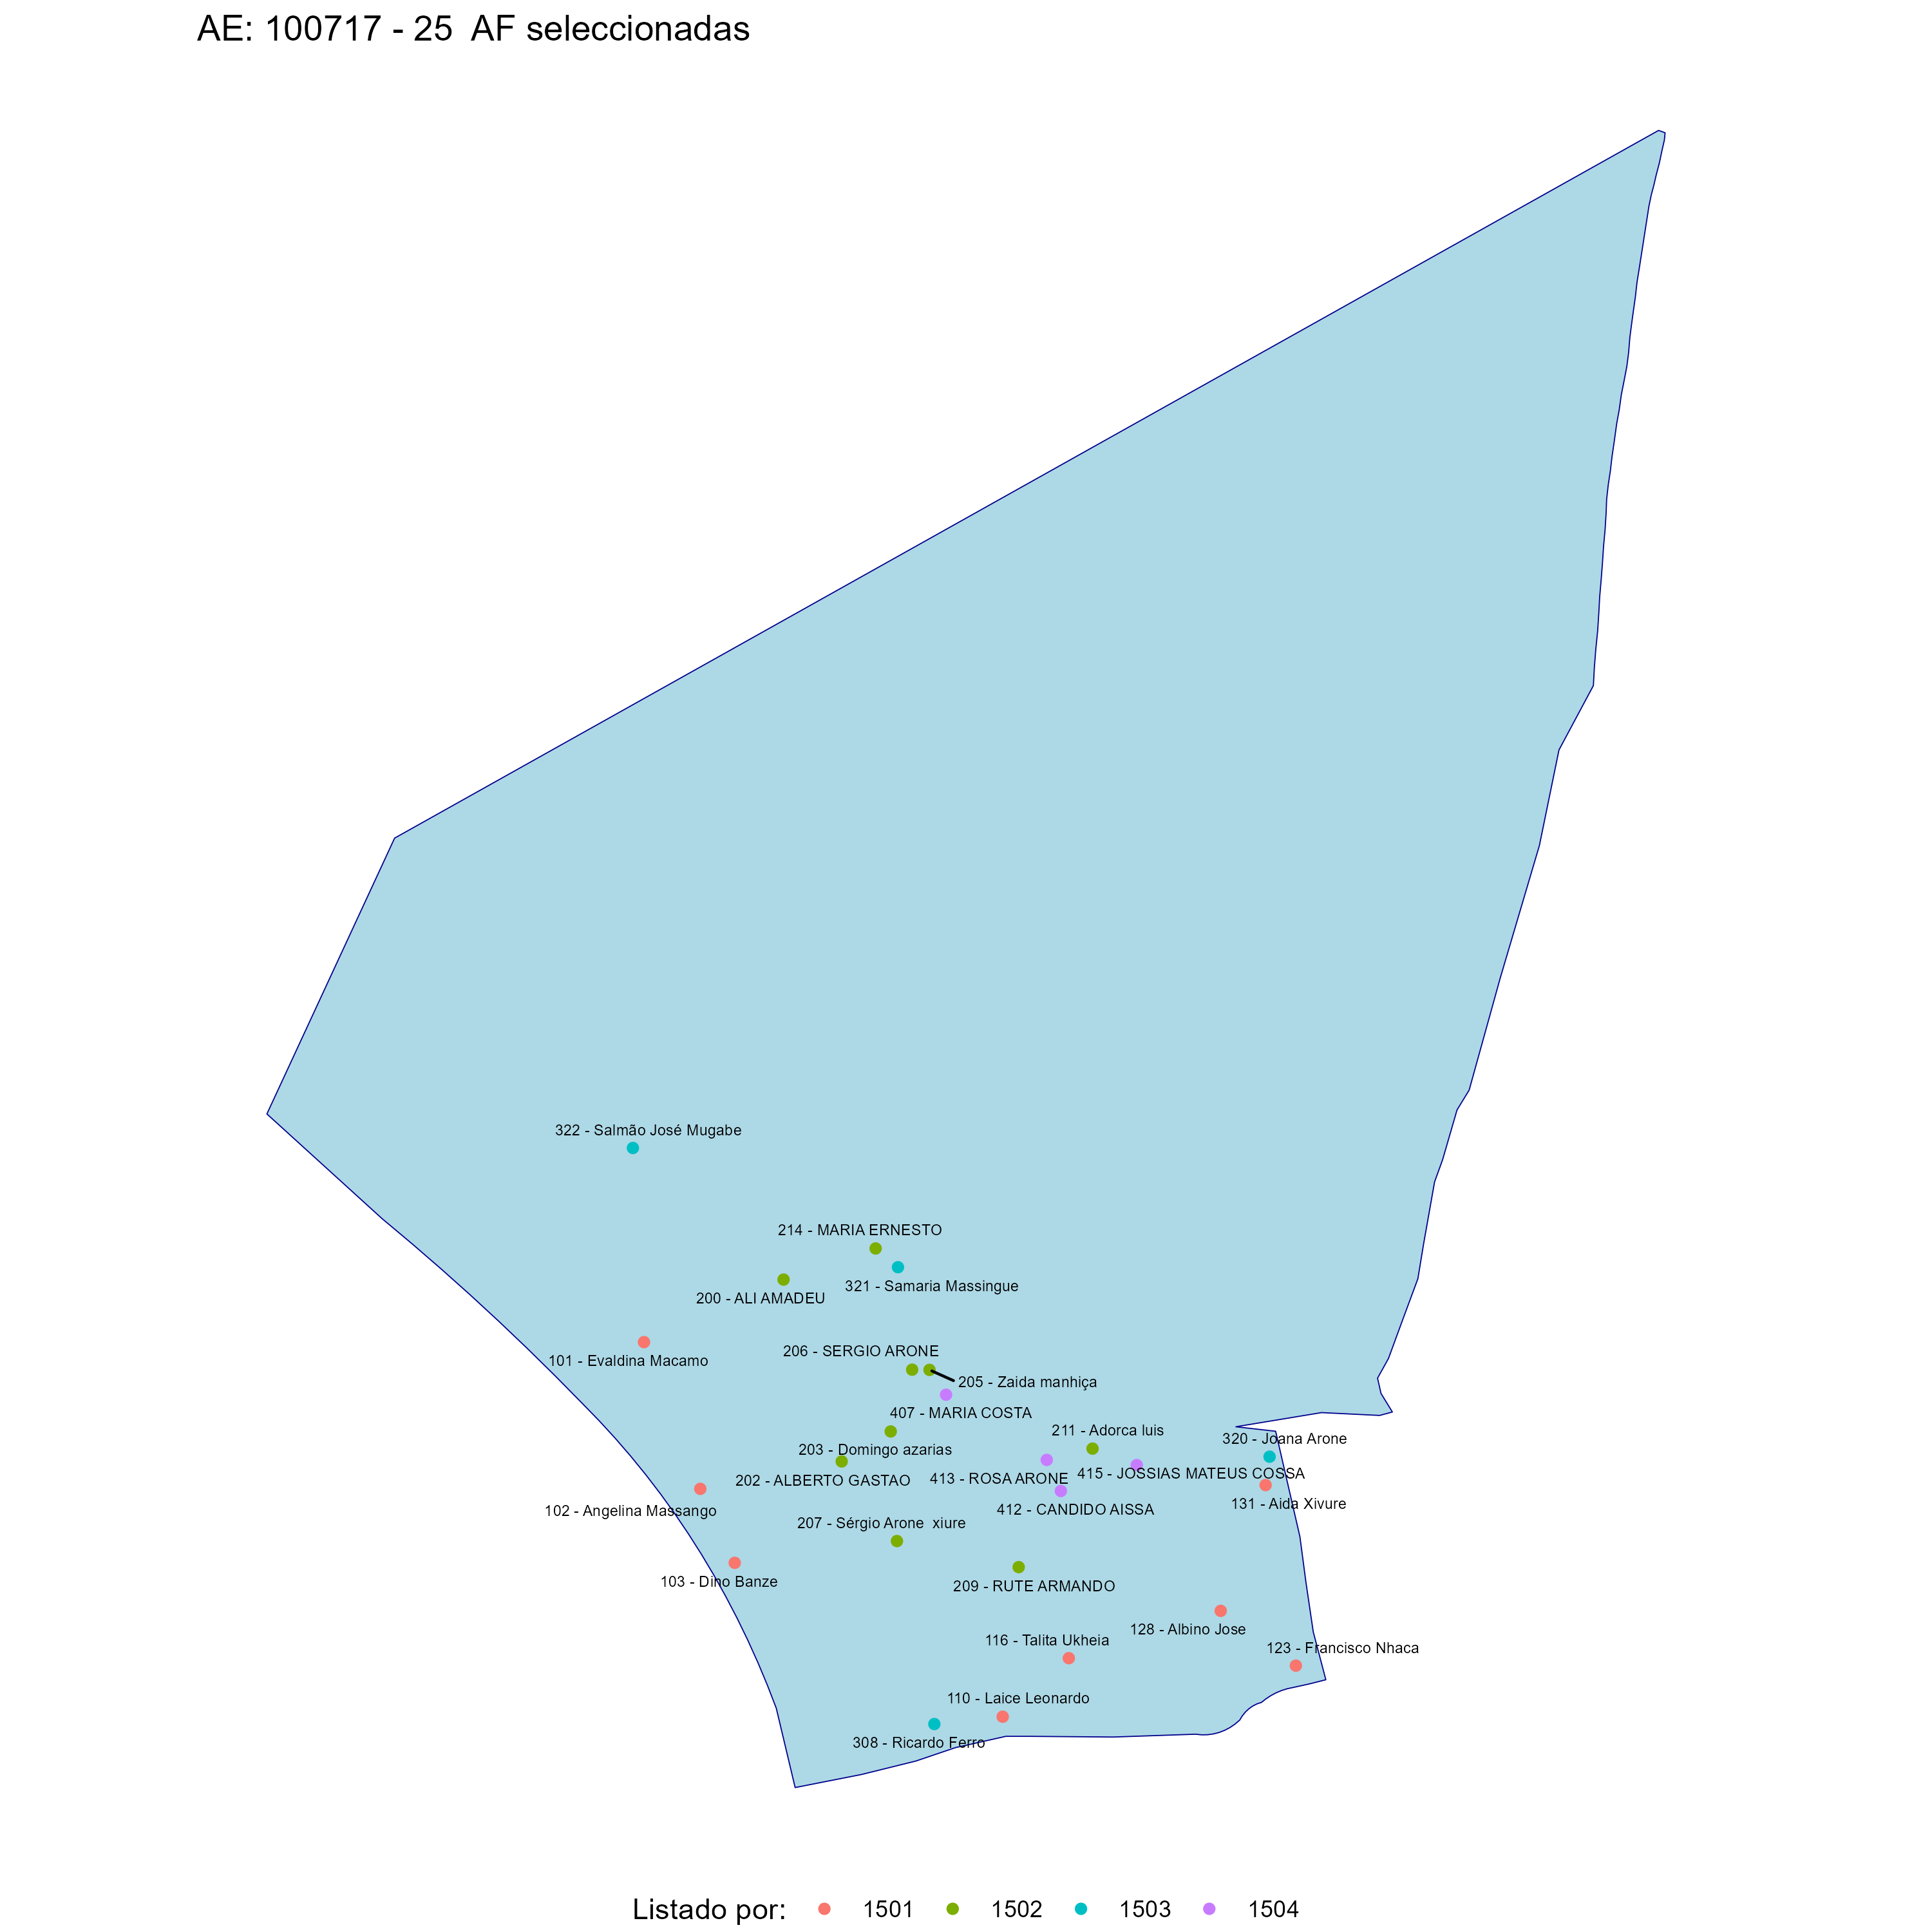 AE: 100717 - 25  AF seleccionadas
322 - Salmão José Mugabe
214 - MARIA ERNESTO
321 - Samaria Massingue
200 - ALI AMADEU
206 - SERGIO ARONE
101 - Evaldina Macamo
205 - Zaida manhiça
407 - MARIA COSTA
211 - Adorca luis
320 - Joana Arone
203 - Domingo azarias
415 - JOSSIAS MATEUS COSSA
413 - ROSA ARONE
202 - ALBERTO GASTAO
131 - Aida Xivure
412 - CANDIDO AISSA
102 - Angelina Massango
207 - Sérgio Arone  xiure
103 - Dino Banze
209 - RUTE ARMANDO
128 - Albino Jose
116 - Talita Ukheia
123 - Francisco Nhaca
110 - Laice Leonardo
308 - Ricardo Ferro
Listado por: 1501 1502 1503 1504